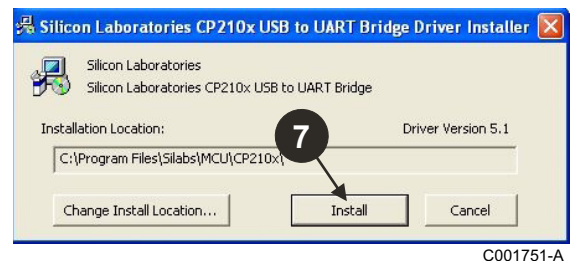 Silicon Laboratories CP210x USB to UART Bridge Driver Installer
Silicon Laboratories
Silicon Laboratories CP210x USB to UART Bridge
Installation Location:
Driver Version 5.1
7
C:\Program Files\Silabs\MCU\CP210x\
Change Install Location...
Install
Cancel
C001751-A